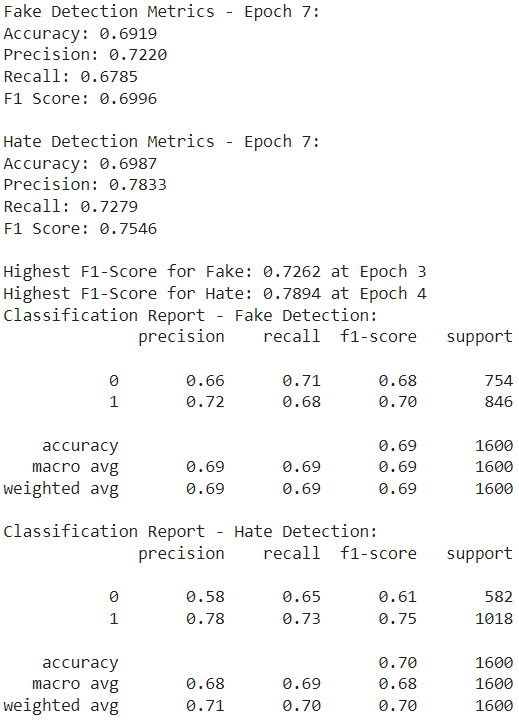 Fake Detection Metrics - Epoch 7:
Accuracy: 0.6919
Precision: 0.7220
Recall: 0.6785
F1 Score: 0.6996
Hate Detection Metrics - Epoch 7:
Accuracy: 0.6987
Precision: 0.7833
Recall: 0.7279
F1 Score: 0.7546
Highest F1-Score for Fake: 0.7262 at Epoch 3
Highest F1-Score for Hate: 0.7894 at Epoch 4
Classification Report - Fake Detection:
precision recall f1-score support
0 0.66 0.71 0.68 754
1 0.72 0.68 0.70 846
accuracy 0.69 1600
macro avg 0.69 0.69 0.69 1600
weighted avg 0.69 0.69 0.69 1600
Classification Report - Hate Detection:
precision recall f1-score support
0 0.58 0.65 0.61 582
1 0.78 0.73 0.75 1018
accuracy 0.70 1600
macro avg 0.68 0.69 0.68 1600
weighted avg 0.71 0.70 0.70 1600